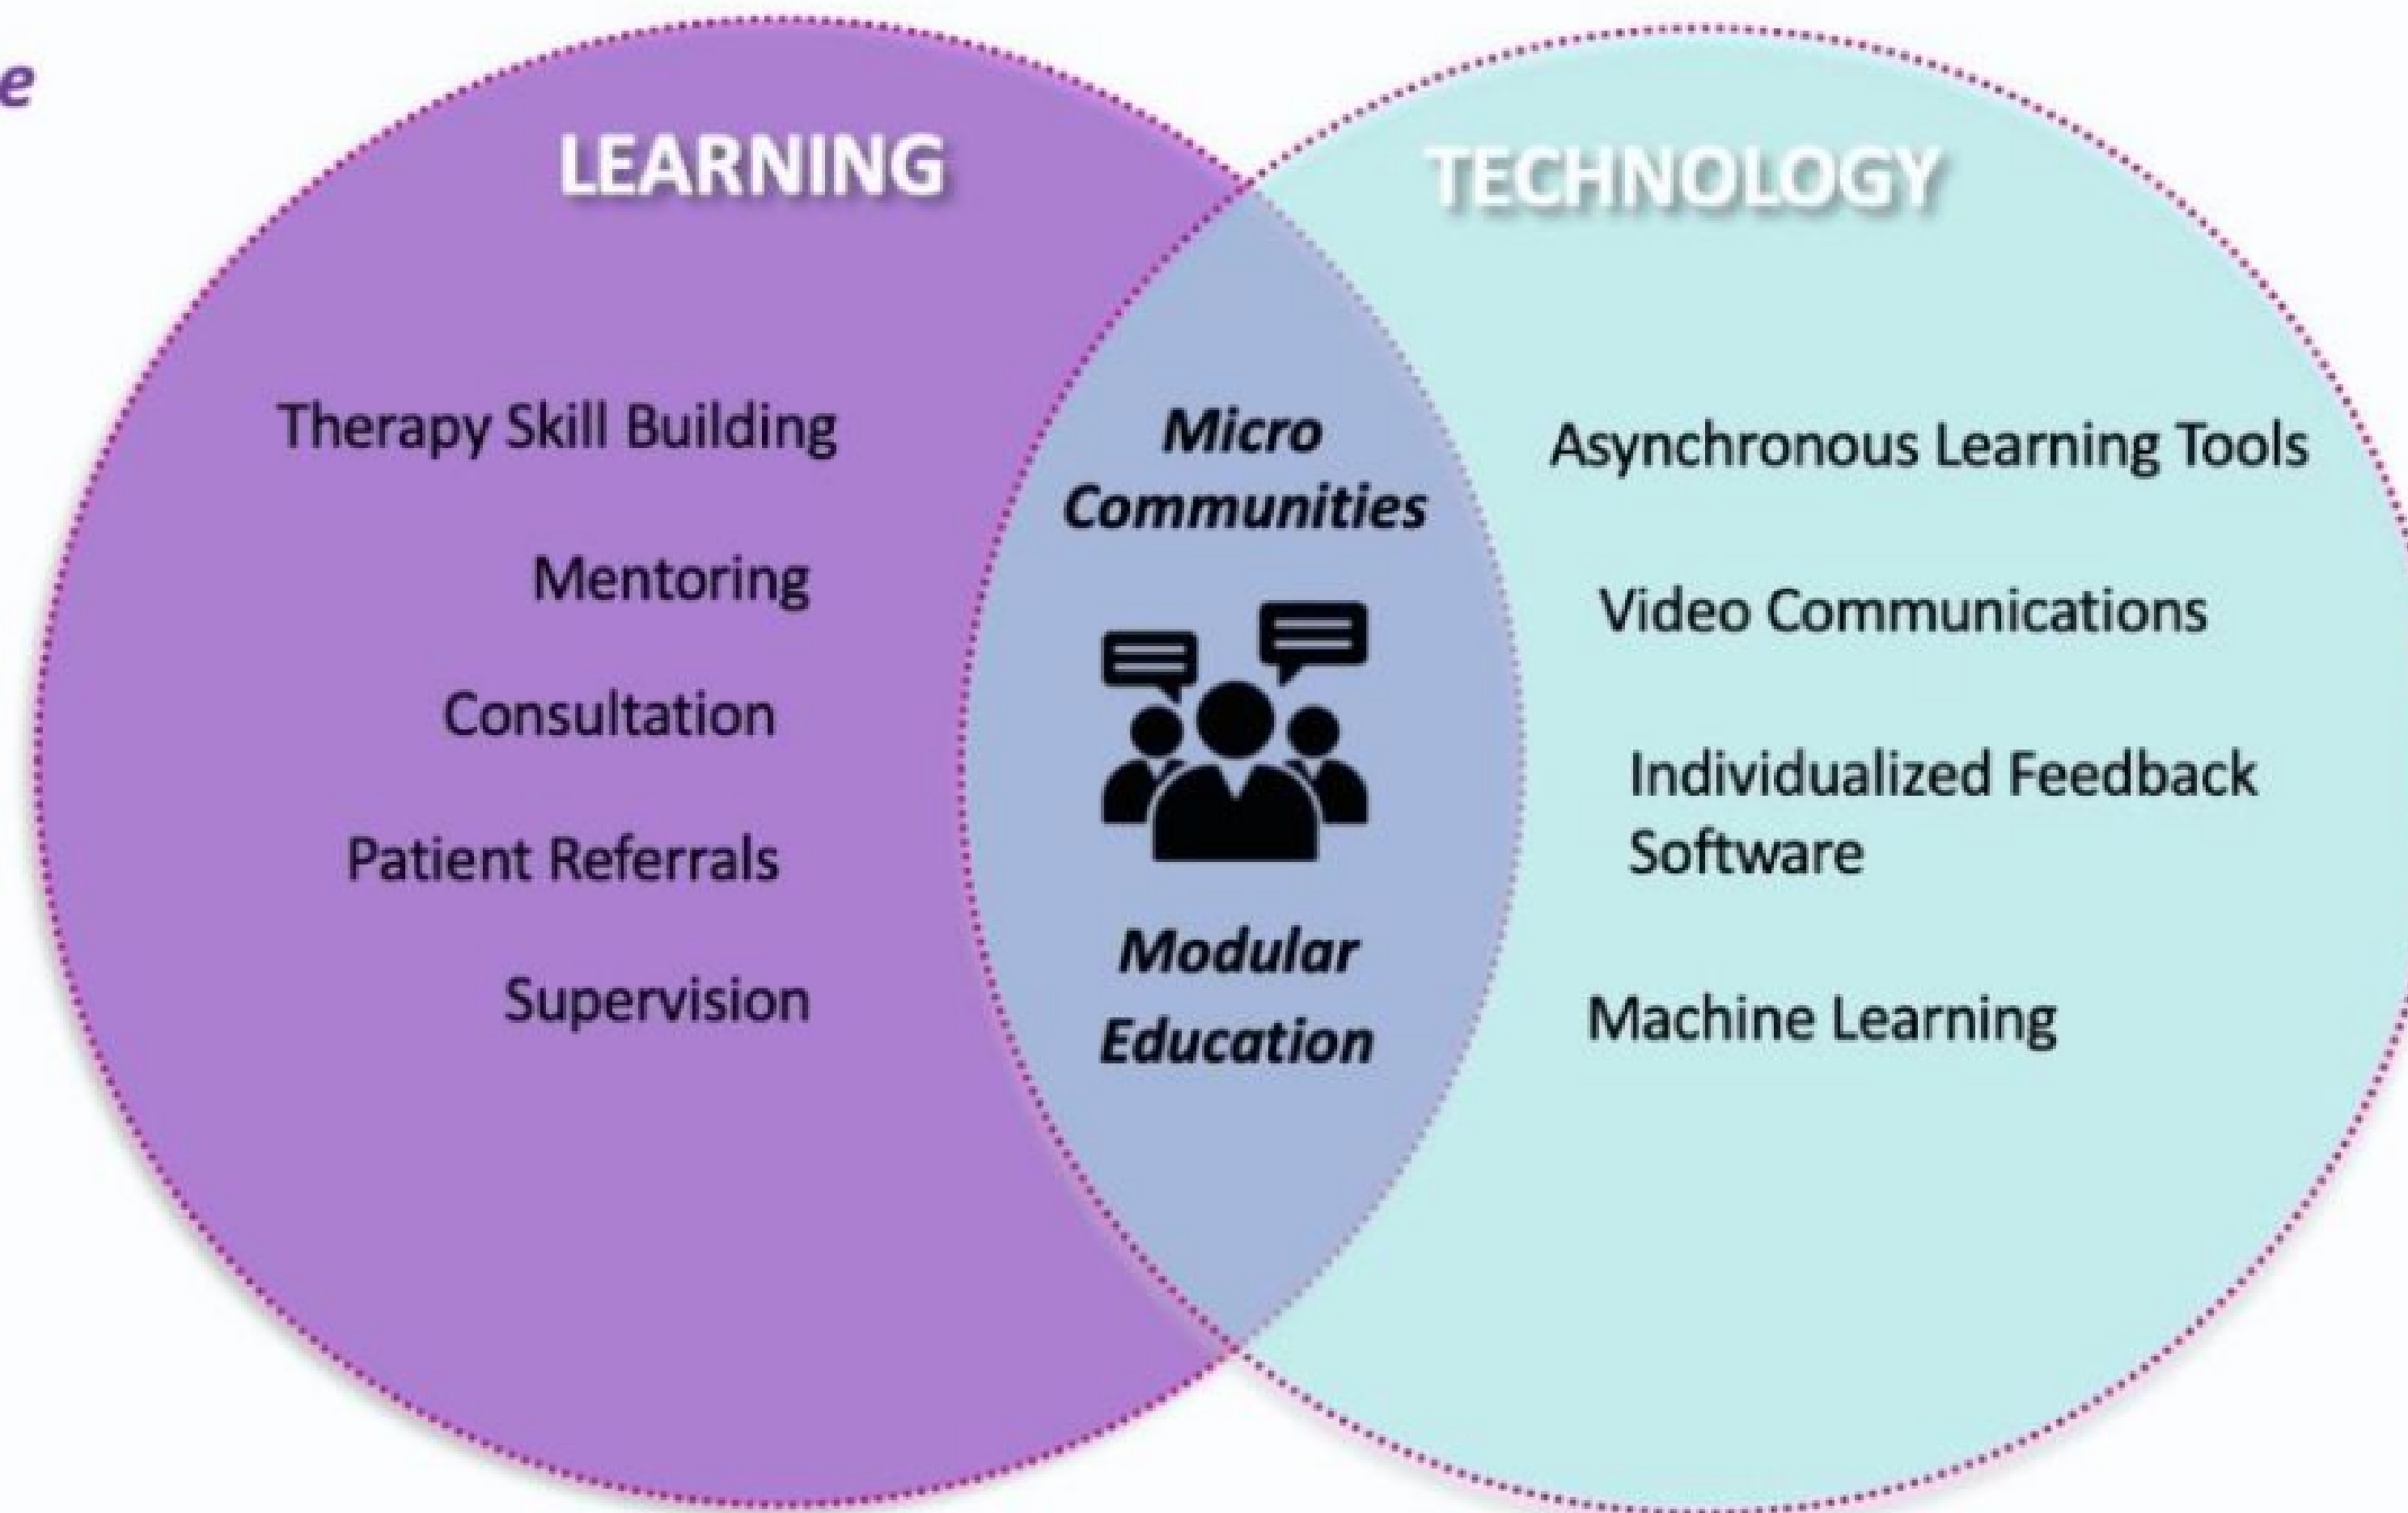 e
LEARNING
Therapy Skill Building
Mentoring
Consultation
Patient Referrals
Supervision
Micro
Communities
Modular
Education
TECHNOLOGY
Asynchronous Learning Tools
Video Communications
Individualized Feedback
Software
Machine Learning